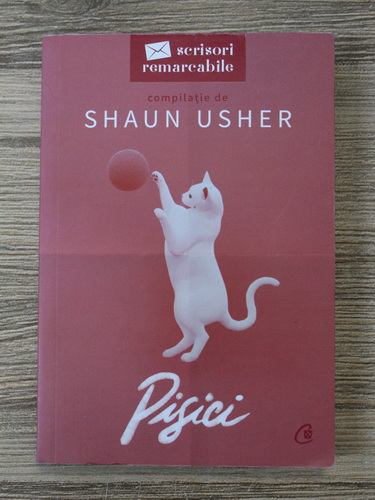 scrisori
remarcabile
compilație de
SHAUN USHER
Pisici